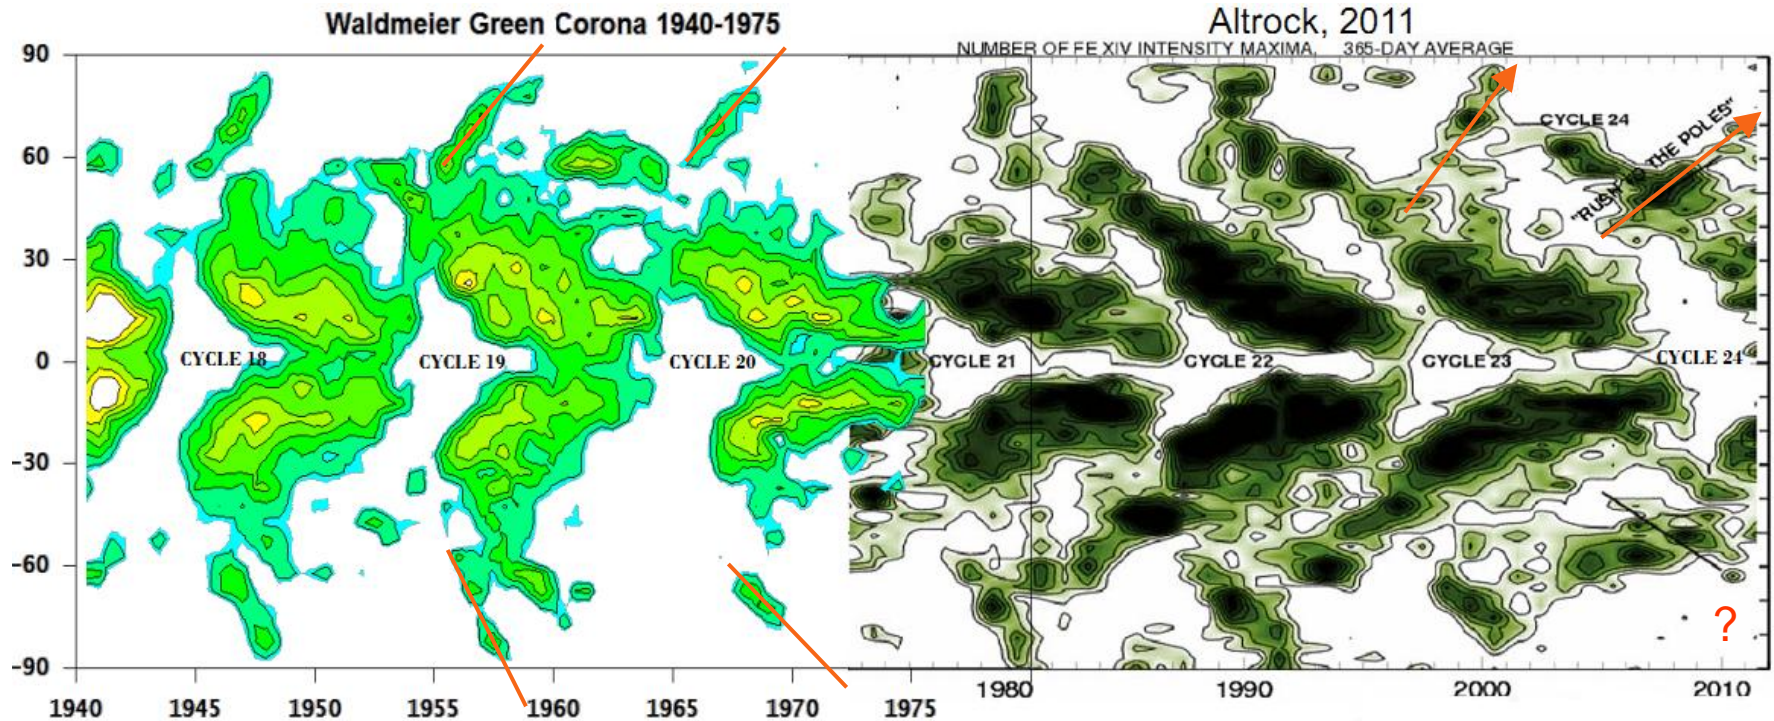 Waldmeier Green Corona 1940-1975
Altrock, 2011
NUMBER OF FE XIV INTENSITY MAXIMA, 365-DAY AVERAGE
90
60
30
0
-30
-60
-90
CYCLE 24
"RUSH TO THE POLES"
CYCLE 18
CYCLE 19
CYCLE 20
CYCLE 21
CYCLE 22
CYCLE 23
CYCLE 24
?
1940 1945 1950 1955 1960 1965 1970 1975 1980 1990 2000 2010